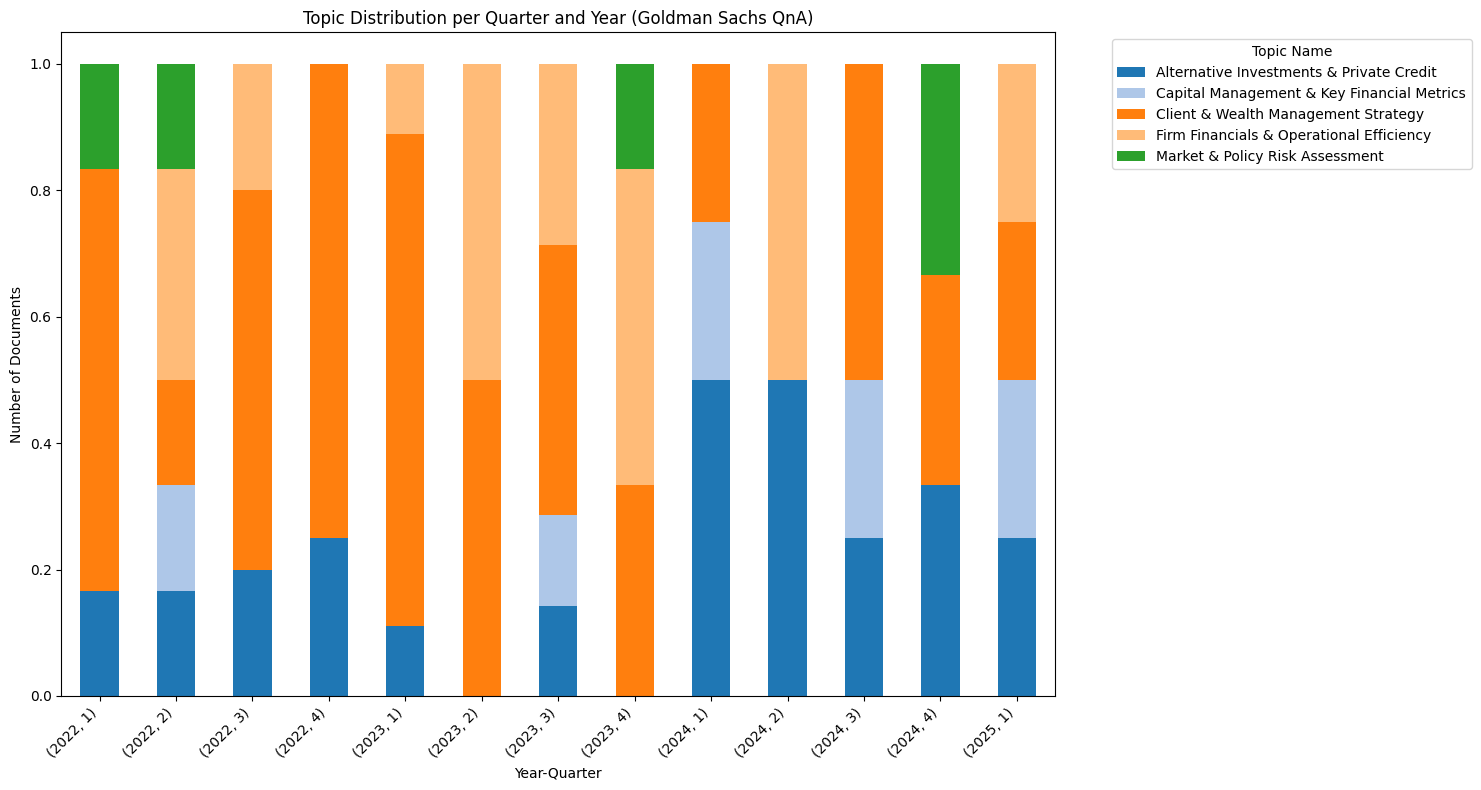 Topic Distribution per Quarter and Year (Goldman Sachs QnA)
Number of Documents
1.0
0.8
0.6
0.4
0.2
0.0
(2022, 1)
(2022, 2)
(2022, 3)
(2022, 4)
(2023, 1)
(2023, 2)
(2023, 3)
(2023, 4)
(2024, 1)
(2024, 2)
(2024, 3)
(2024, 4)
(2025, 1)
Year-Quarter
Topic Name
Alternative Investments & Private Credit
Capital Management & Key Financial Metrics
Client & Wealth Management Strategy
Firm Financials & Operational Efficiency
Market & Policy Risk Assessment